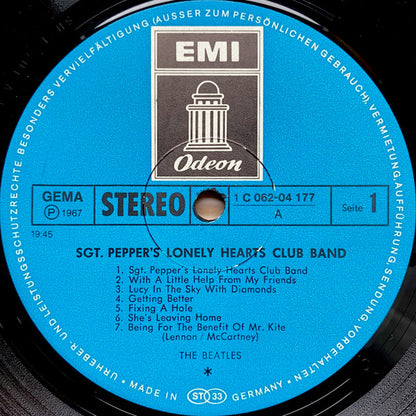 BESONDERS VERVIELFÄLTIGUNG (AUSSER ZUM PERSÖNLICHEN GEBRAUCH), VERMIETUNG, AUFFÜHRUNG, SENDUNG, VORBEHALTEN
URHEBER- UND LEISTUNGSSCHUTZRECHTE.
EMI
Odeon
GEMA
℗ 1967
STEREO
1 C 062-04 177
A
Seite 1
19:45
SGT. PEPPER'S LONELY HEARTS CLUB BAND
1. Sgt. Pepper's Lonely Hearts Club Band
2. With A Little Help From My Friends
3. Lucy In The Sky With Diamonds
4. Getting Better
5. Fixing A Hole
6. She's Leaving Home
7. Being For The Benefit Of Mr. Kite
(Lennon / McCartney)
THE BEATLES
*
MADE IN ST 33 GERMANY